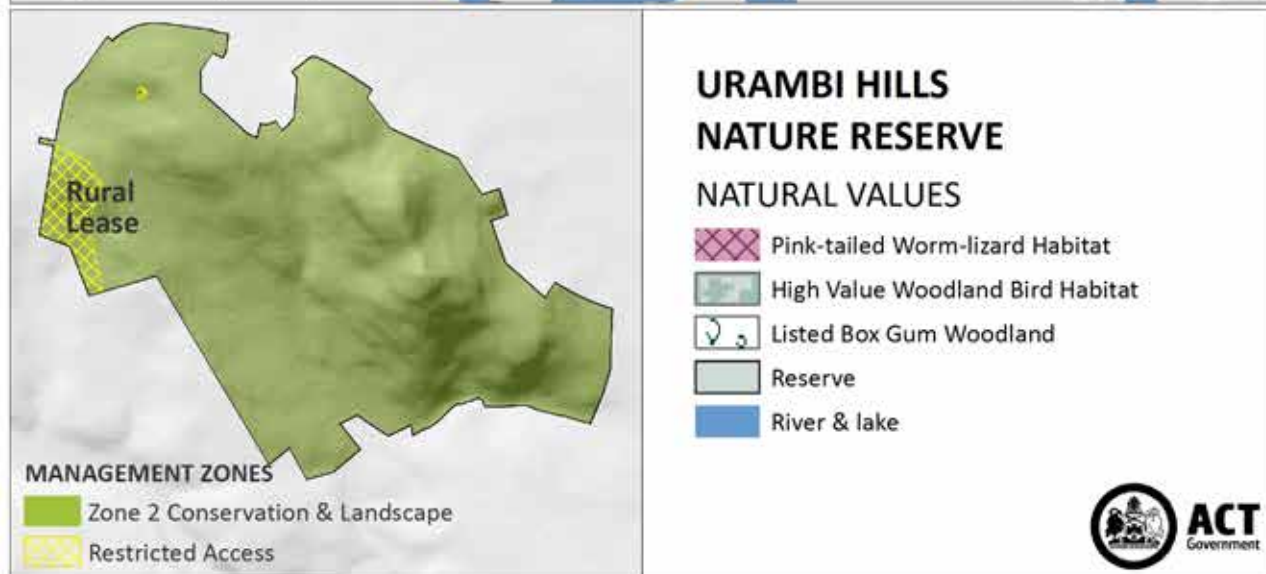 Rural
Lease
MANAGEMENT ZONES
Zone 2 Conservation & Landscape
Restricted Access
URAMBI HILLS
NATURE RESERVE
NATURAL VALUES
Pink-tailed Worm-lizard Habitat
High Value Woodland Bird Habitat
Listed Box Gum Woodland
Reserve
River & lake
ACT
Government